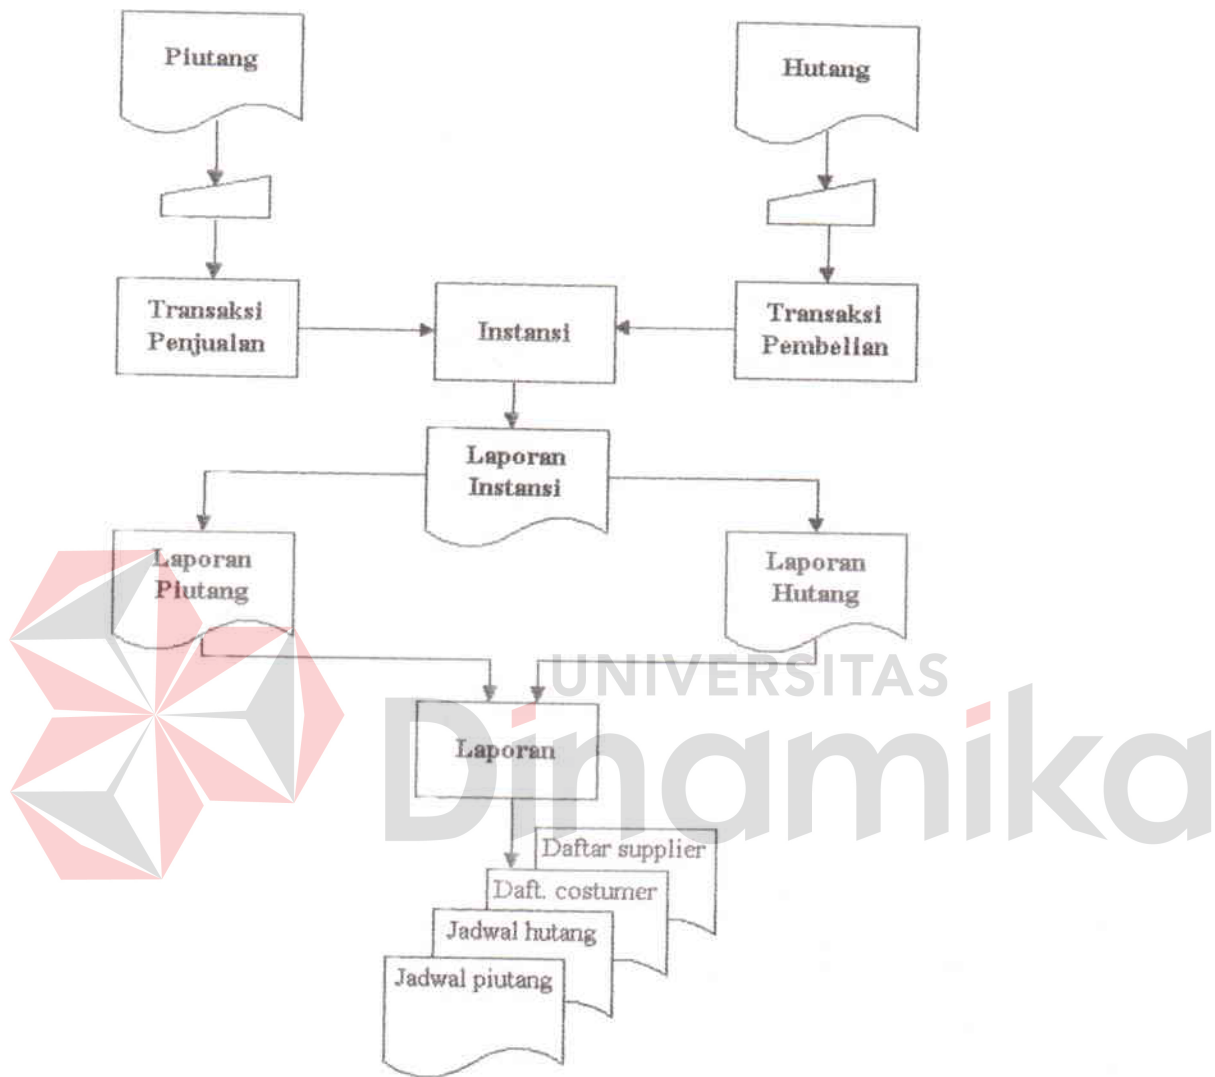 Piutang
Hutang
Transaksi
Penjualan
Instansi
Transaksi
Pembelian
Laporan
Instansi
Laporan
Piutang
Laporan
Hutang
UNIVERSITAS
Dinamika
Laporan
Daftar supplier
Daft. costumer
Jadwal hutang
Jadwal piutang